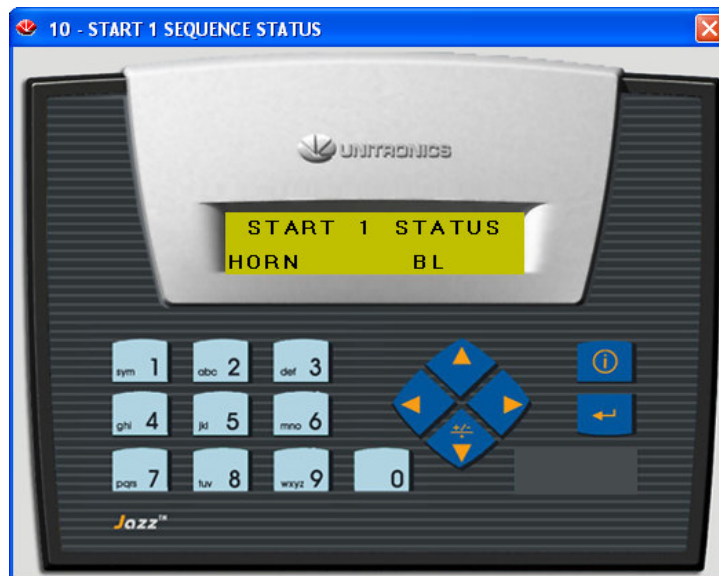 10 - START 1 SEQUENCE STATUS
UNITRONICS
START 1 STATUS
HORN BL
sym 1 abc 2 def 3
ghi 4 jkl 5 mno 6
+/-
pqrs 7 tuv 8 wxyz 9 0
Jazz™